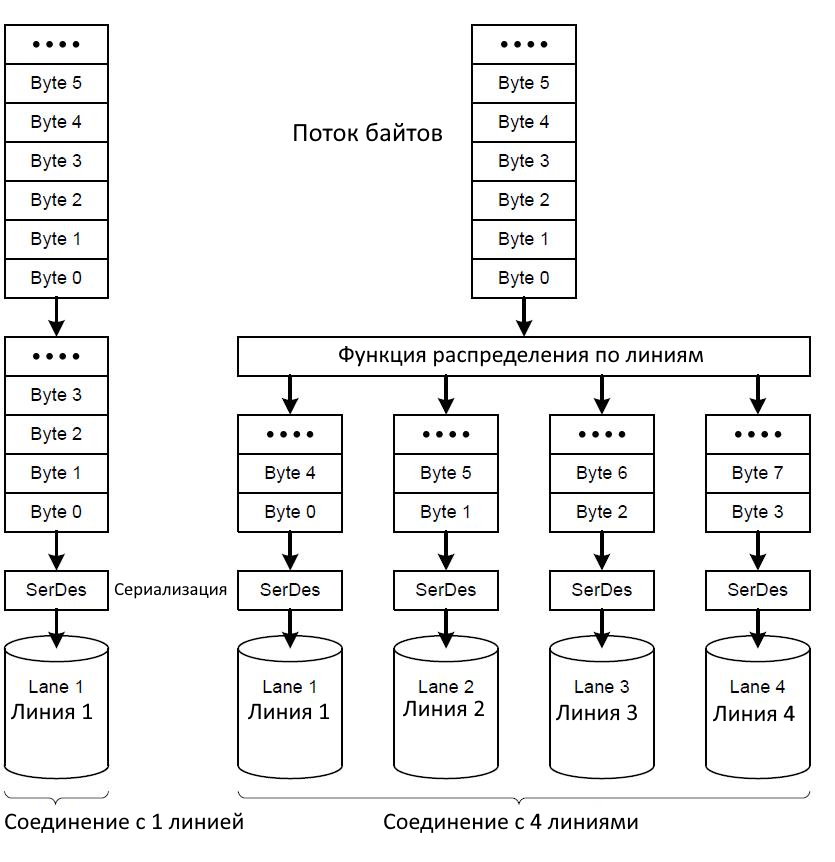 •••• ••••
Byte 5 Byte 5
Byte 4 Byte 4
Поток байтов
Byte 3 Byte 3
Byte 2 Byte 2
Byte 1 Byte 1
Byte 0 Byte 0
•••• Функция распределения по линиям
Byte 3
Byte 2 •••• •••• •••• ••••
Byte 1 Byte 4 Byte 5 Byte 6 Byte 7
Byte 0 Byte 0 Byte 1 Byte 2 Byte 3
SerDes Сериализация SerDes SerDes SerDes SerDes
Lane 1 Lane 1 Lane 2 Lane 3 Lane 4
Линия 1 Линия 1 Линия 2 Линия 3 Линия 4
Соединение с 1 линией Соединение с 4 линиями